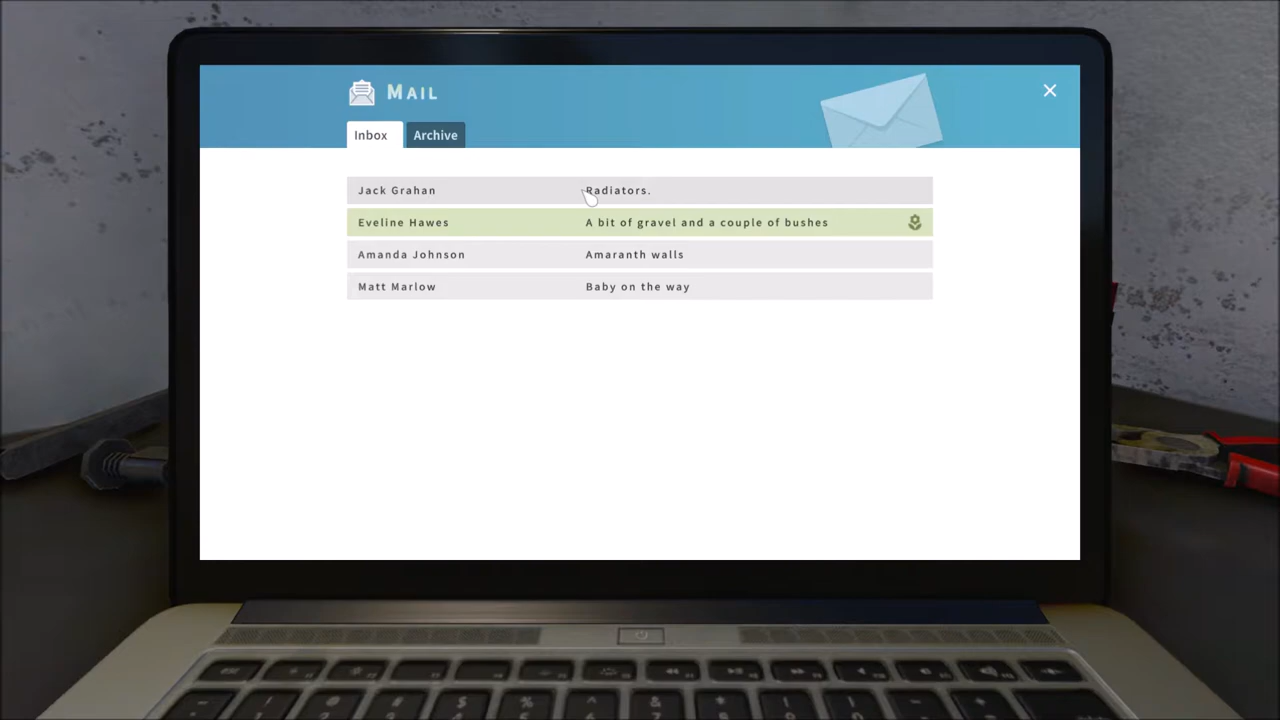 Mail
Inbox Archive
Jack Grahan Radiators.
Eveline Hawes A bit of gravel and a couple of bushes
Amanda Johnson Amaranth walls
Matt Marlow Baby on the way